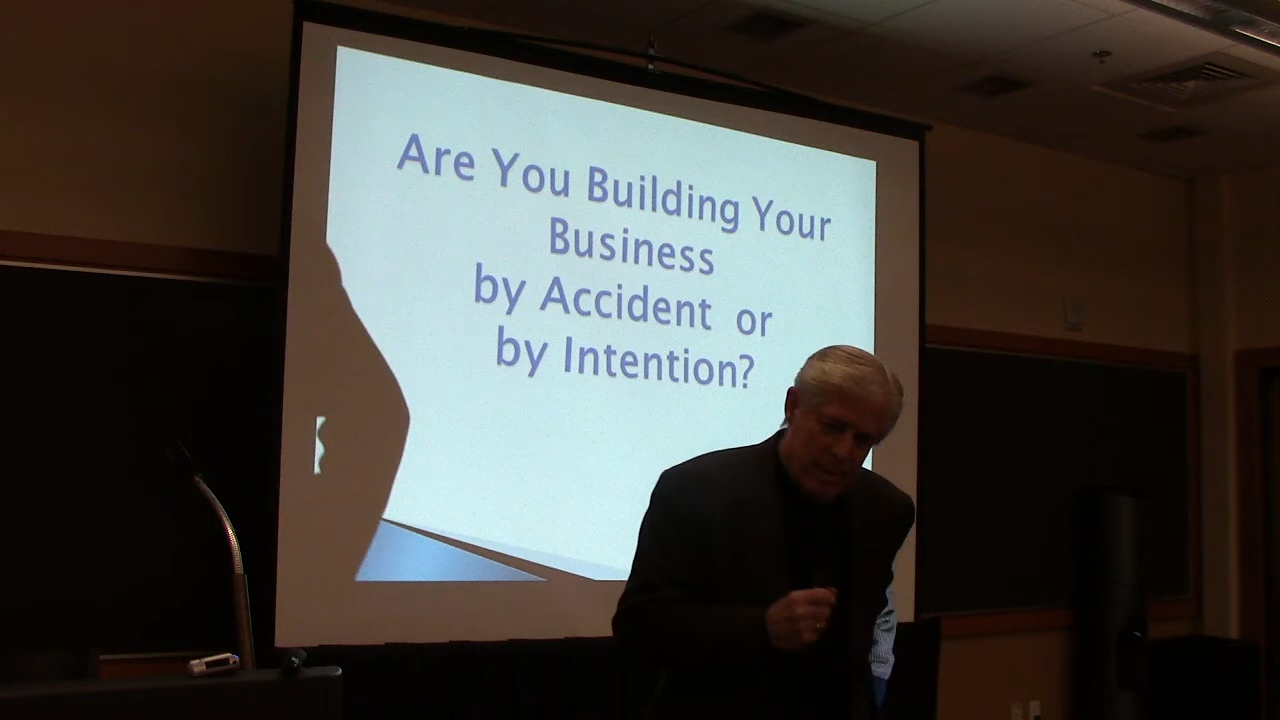 Are You Building Your
Business
by Accident or
by Intention?